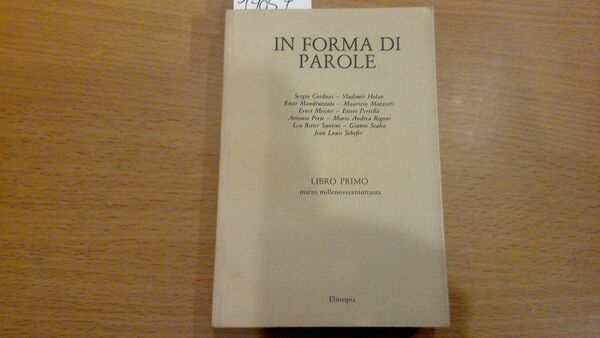 IN FORMA DI
PAROLE
Sergio Corduas - Vladimir Holan
Enzo Mandruzzato - Maurizio Mazzotti
Ernst Meister - Ettore Perrella
Antonio Prete - Mario Andrea Rigoni
Lea Ritter Santini - Gianni Scalia
Jean Louis Schefer
LIBRO PRIMO
marzo millenovecentottanta
Elitropia